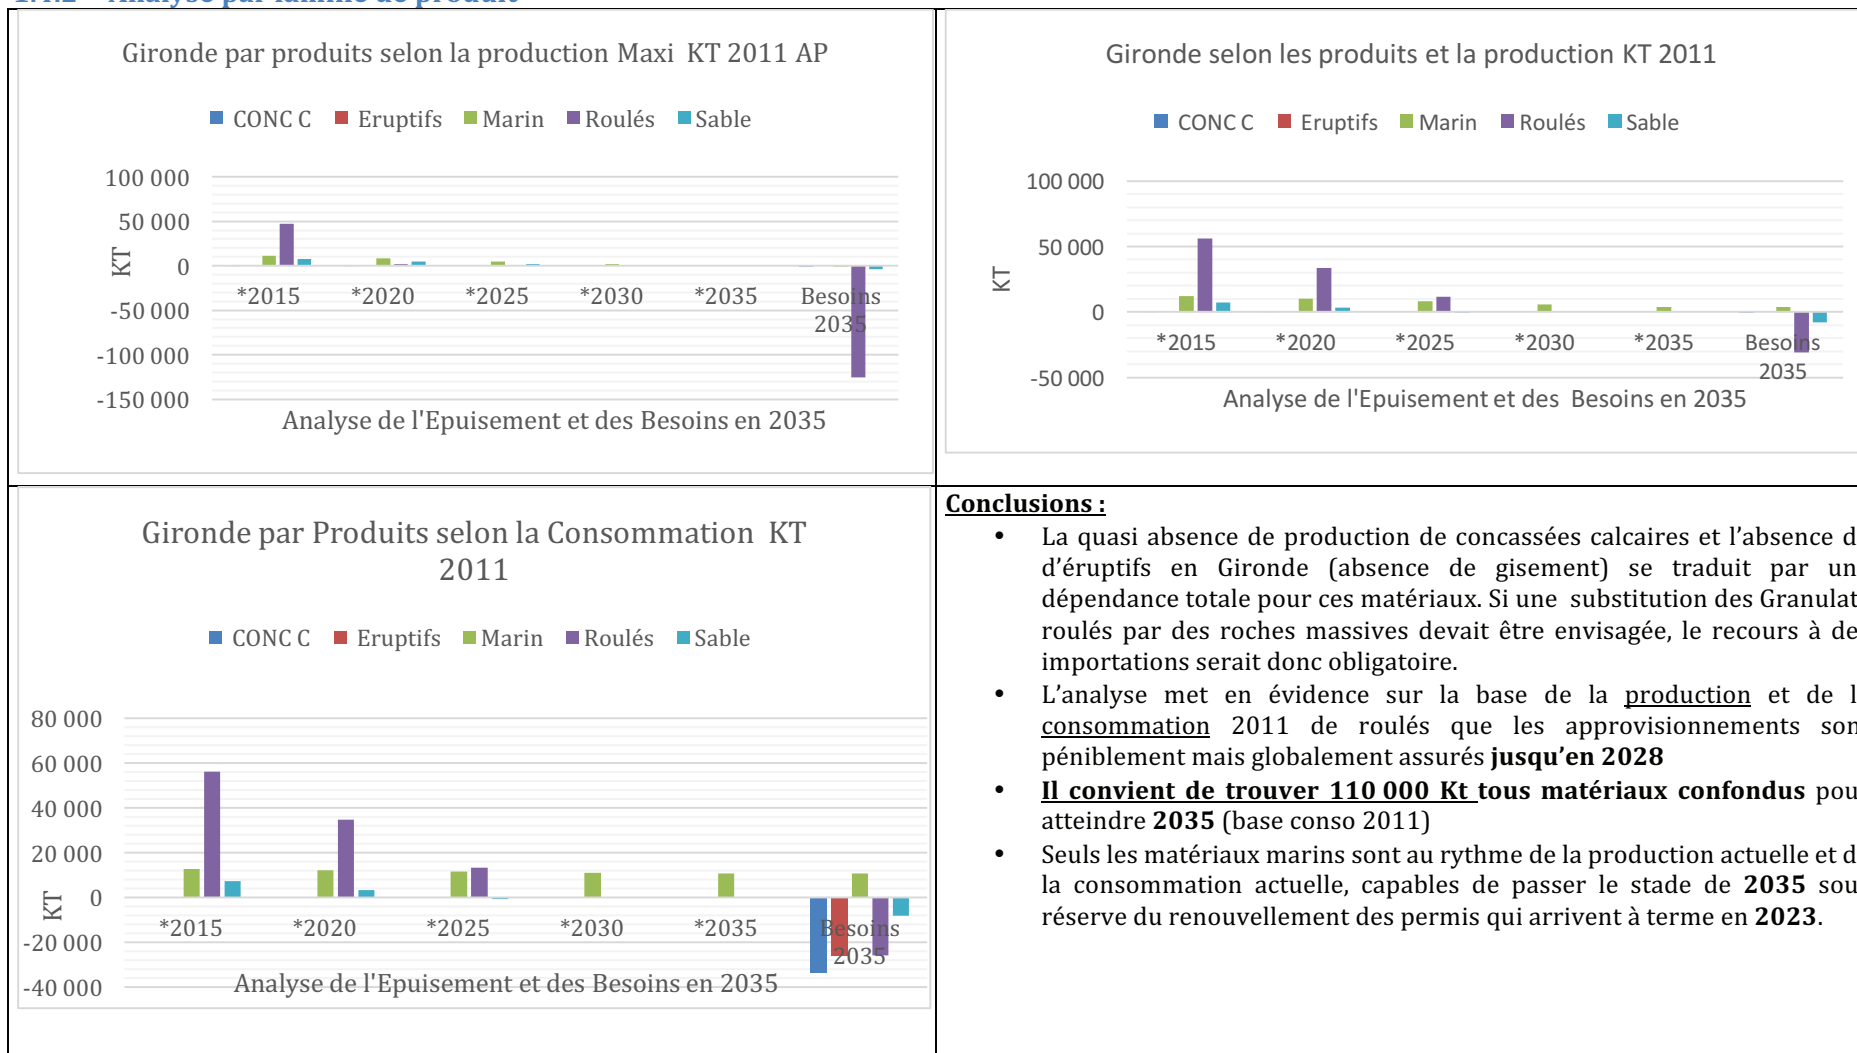 Gironde par produits selon la production Maxi KT 2011 AP
CONC C Eruptifs Marin Roulés Sable
100 000
50 000
0
-50 000
-100 000
-150 000
KT
*2015 *2020 *2025 *2030 *2035 Besoins
2035
Analyse de l'Epuisement et des Besoins en 2035
Gironde selon les produits et la production KT 2011
CONC C Eruptifs Marin Roulés Sable
100 000
50 000
0
-50 000
KT
*2015 *2020 *2025 *2030 *2035 Besoins
2035
Analyse de l'Epuisement et des Besoins en 2035
Gironde par Produits selon la Consommation KT
2011
CONC C Eruptifs Marin Roulés Sable
80 000
60 000
40 000
20 000
0
-20 000
-40 000
KT
*2015 *2020 *2025 *2030 *2035 Besoins
2035
Analyse de l'Epuisement et des Besoins en 2035
Conclusions :
• La quasi absence de production de concassées calcaires et l’absence d
d’éruptifs en Gironde (absence de gisement) se traduit par un
dépendance totale pour ces matériaux. Si une substitution des Granulat
roulés par des roches massives devait être envisagée, le recours à de
importations serait donc obligatoire.
• L’analyse met en évidence sur la base de la production et de l
consommation 2011 de roulés que les approvisionnements son
péniblement mais globalement assurés jusqu’en 2028
• Il convient de trouver 110 000 Kt tous matériaux confondus pou
atteindre 2035 (base conso 2011)
• Seuls les matériaux marins sont au rythme de la production actuelle et d
la consommation actuelle, capables de passer le stade de 2035 sou
réserve du renouvellement des permis qui arrivent à terme en 2023.